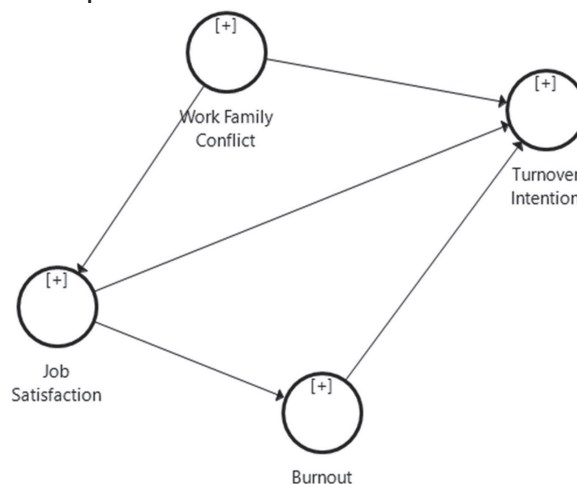 [+]
Work Family
Conflict
[+]
Turnover
Intention
[+]
Job
Satisfaction
[+]
Burnout